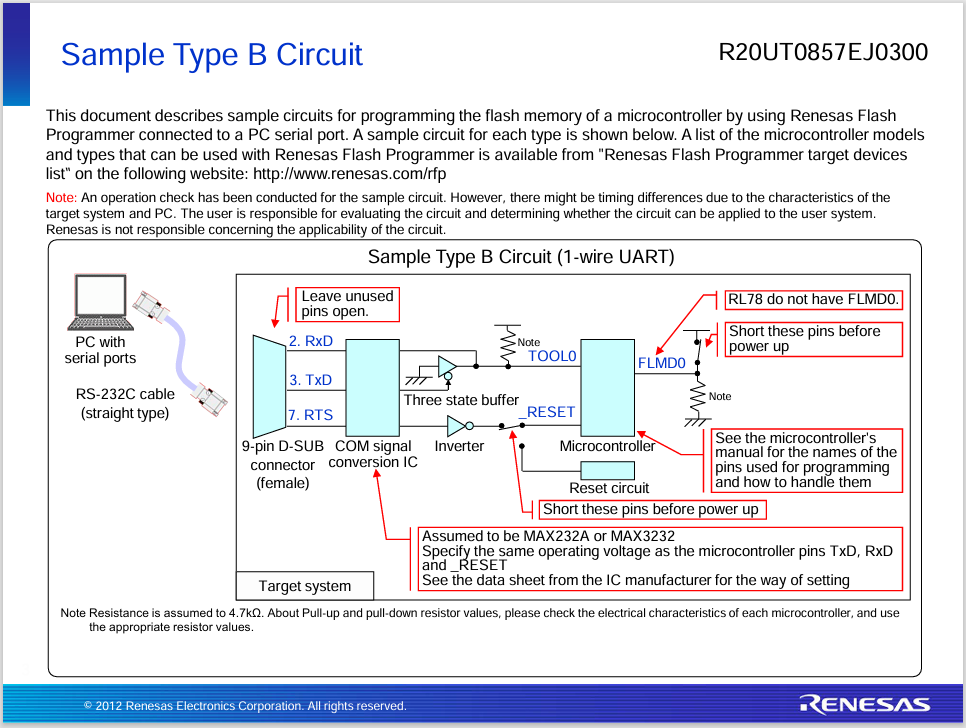 Sample Type B Circuit
R20UT0857EJ0300
This document describes sample circuits for programming the flash memory of a microcontroller by using Renesas Flash
Programmer connected to a PC serial port. A sample circuit for each type is shown below. A list of the microcontroller models
and types that can be used with Renesas Flash Programmer is available from "Renesas Flash Programmer target devices
list" on the following website: http://www.renesas.com/rfp
Note: An operation check has been conducted for the sample circuit. However, there might be timing differences due to the characteristics of the
target system and PC. The user is responsible for evaluating the circuit and determining whether the circuit can be applied to the user system.
Renesas is not responsible concerning the applicability of the circuit.
Sample Type B Circuit (1-wire UART)
PC with
serial ports
RS-232C cable
(straight type)
Leave unused
pins open.
2. RxD
3. TxD
7. RTS
9-pin D-SUB
connector
(female)
COM signal
conversion IC
Three state buffer
Inverter
Note
TOOL0
_RESET
Microcontroller
Reset circuit
FLMD0
RL78 do not have FLMD0.
Short these pins before
power up
Note
See the microcontroller's
manual for the names of the
pins used for programming
and how to handle them
Short these pins before power up
Assumed to be MAX232A or MAX3232
Specify the same operating voltage as the microcontroller pins TxD, RxD
and _RESET
See the data sheet from the IC manufacturer for the way of setting
Target system
Note Resistance is assumed to 4.7kΩ. About Pull-up and pull-down resistor values, please check the electrical characteristics of each microcontroller, and use
the appropriate resistor values.
© 2012 Renesas Electronics Corporation. All rights reserved.
RENESAS